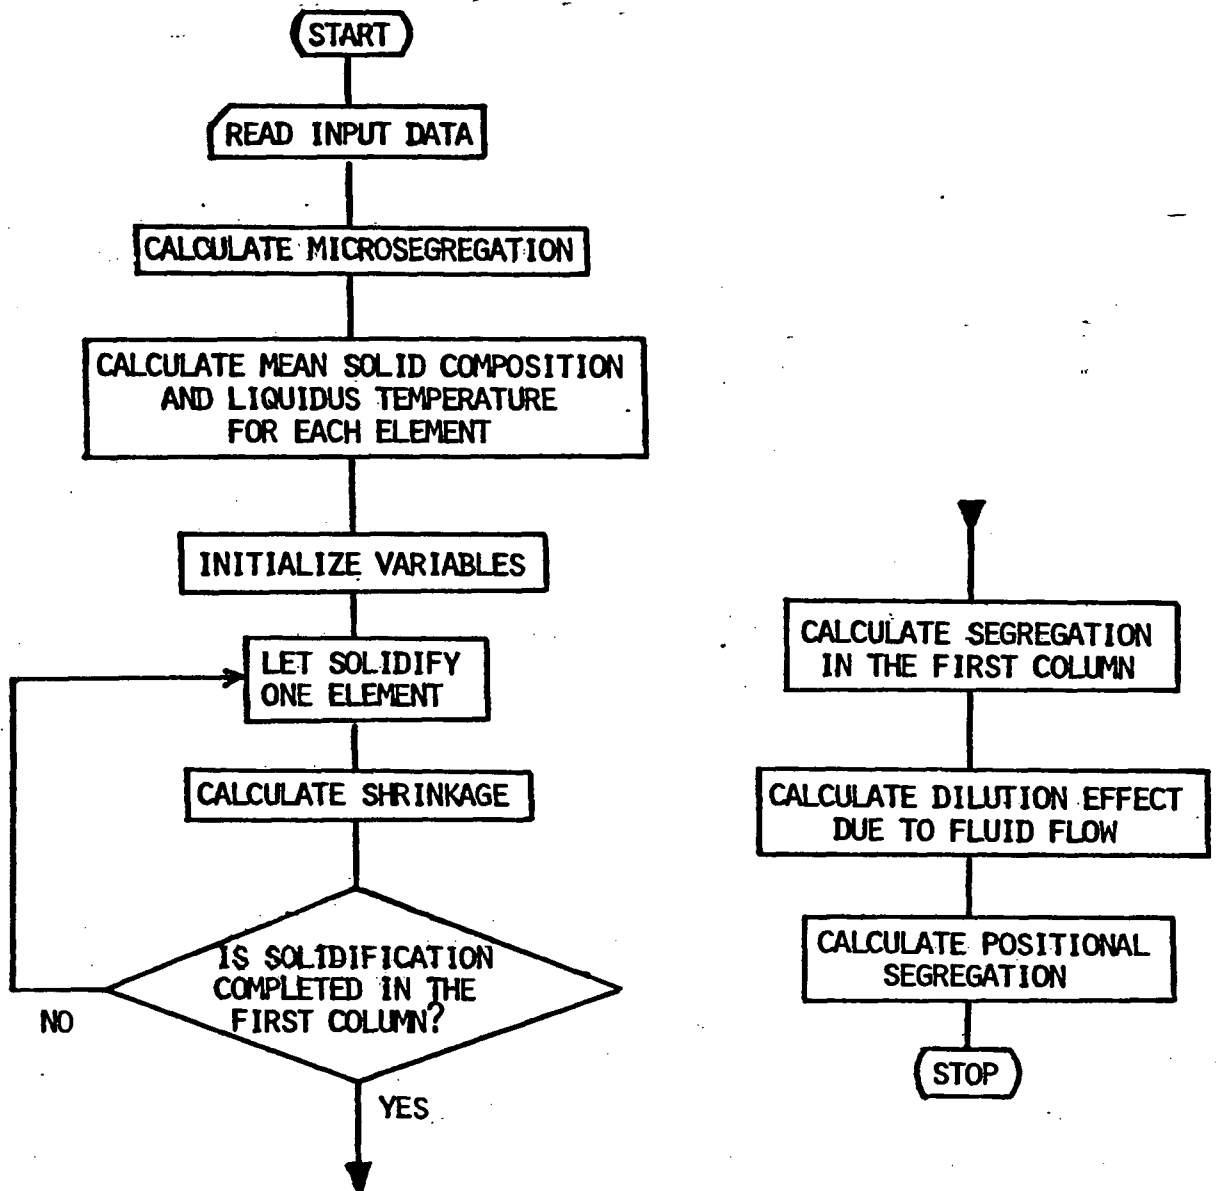 START
READ INPUT DATA
CALCULATE MICROSEGREGATION
CALCULATE MEAN SOLID COMPOSITION
AND LIQUIDUS TEMPERATURE
FOR EACH ELEMENT
INITIALIZE VARIABLES
LET SOLIDIFY
ONE ELEMENT
CALCULATE SHRINKAGE
IS SOLIDIFICATION
COMPLETED IN THE
FIRST COLUMN?
NO
YES
CALCULATE SEGREGATION
IN THE FIRST COLUMN
CALCULATE DILUTION EFFECT
DUE TO FLUID FLOW
CALCULATE POSITIONAL
SEGREGATION
STOP